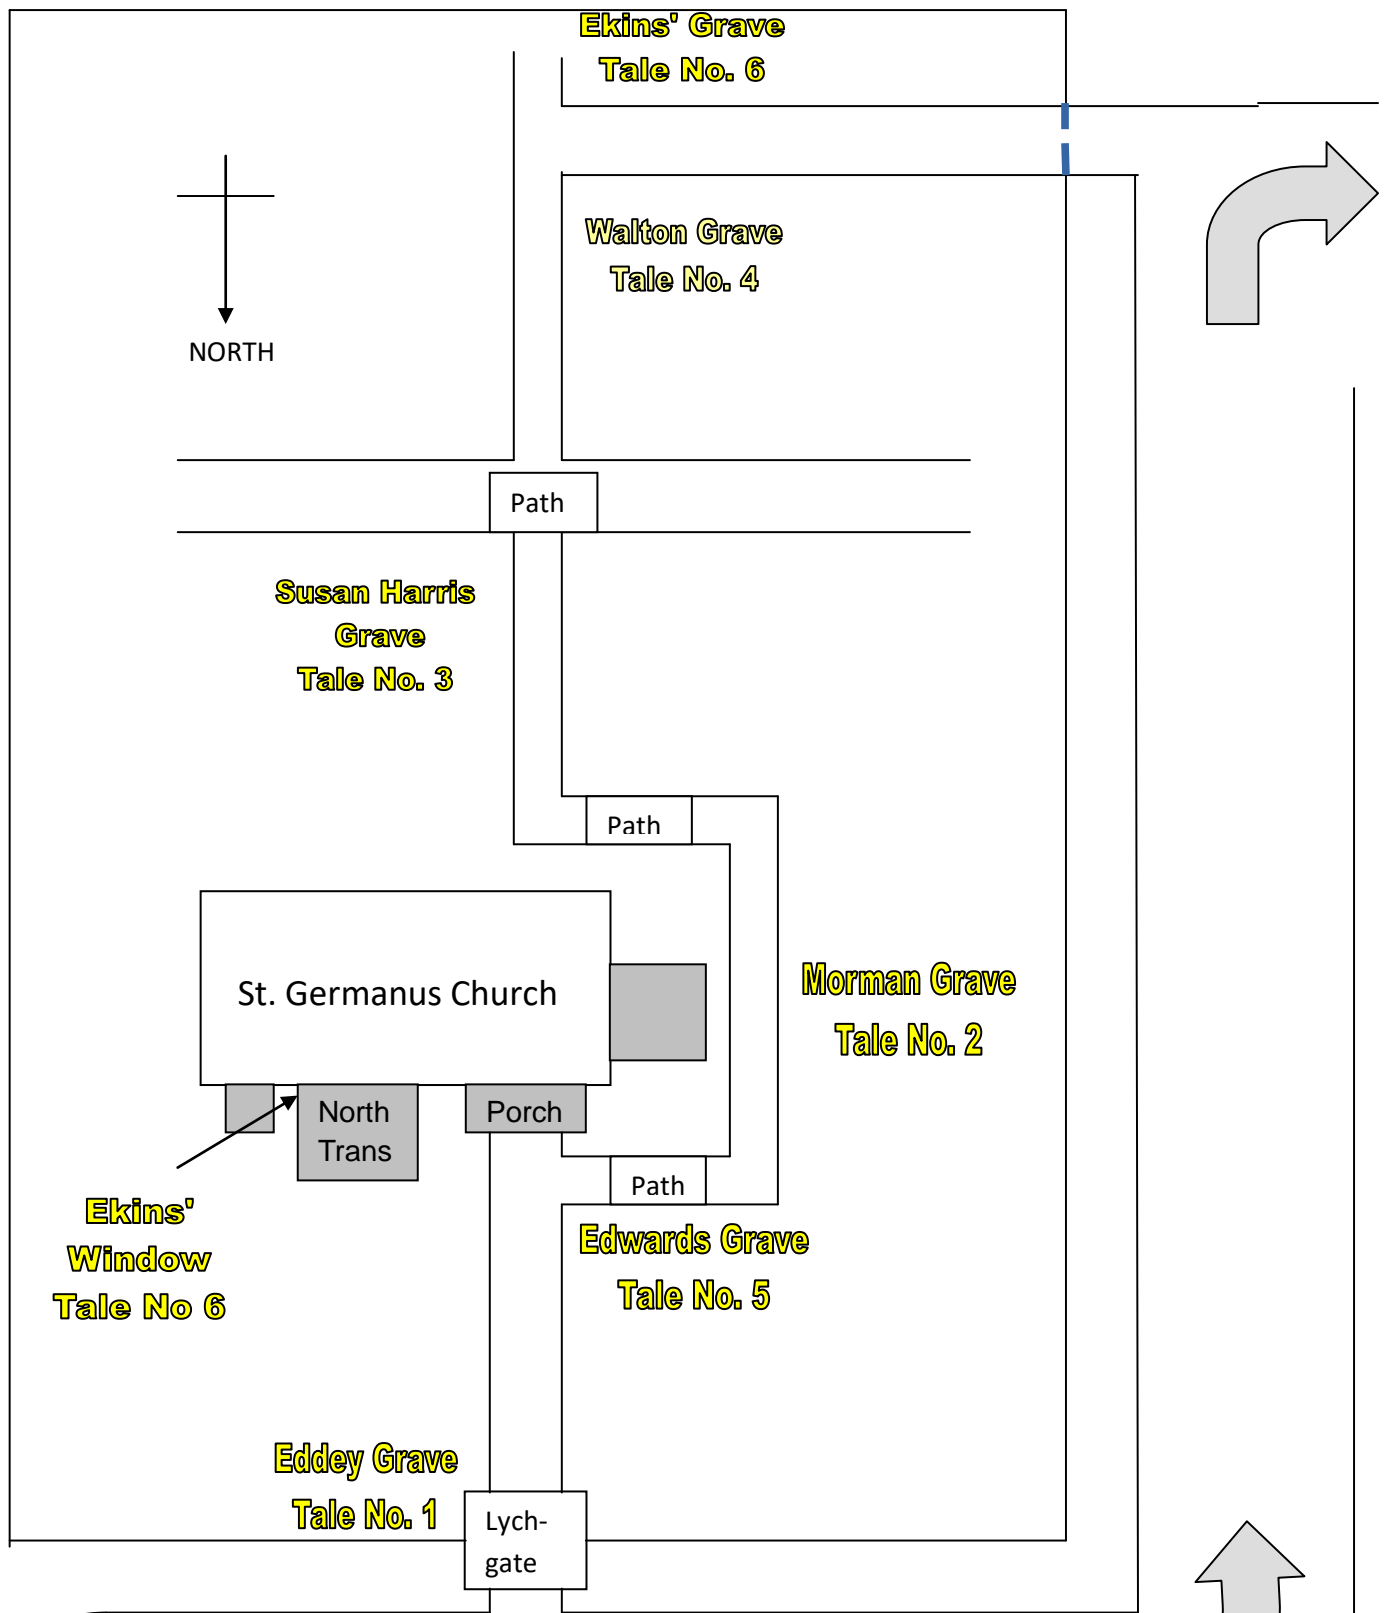 Ekins' Grave
Tale No. 6
Walton Grave
Tale No. 4
NORTH
Path
Susan Harris
Grave
Tale No. 3
Path
St. Germanus Church
Morman Grave
Tale No. 2
North
Trans
Porch
Path
Ekins'
Window
Tale No 6
Edwards Grave
Tale No. 5
Eddey Grave
Tale No. 1
Lych-
gate